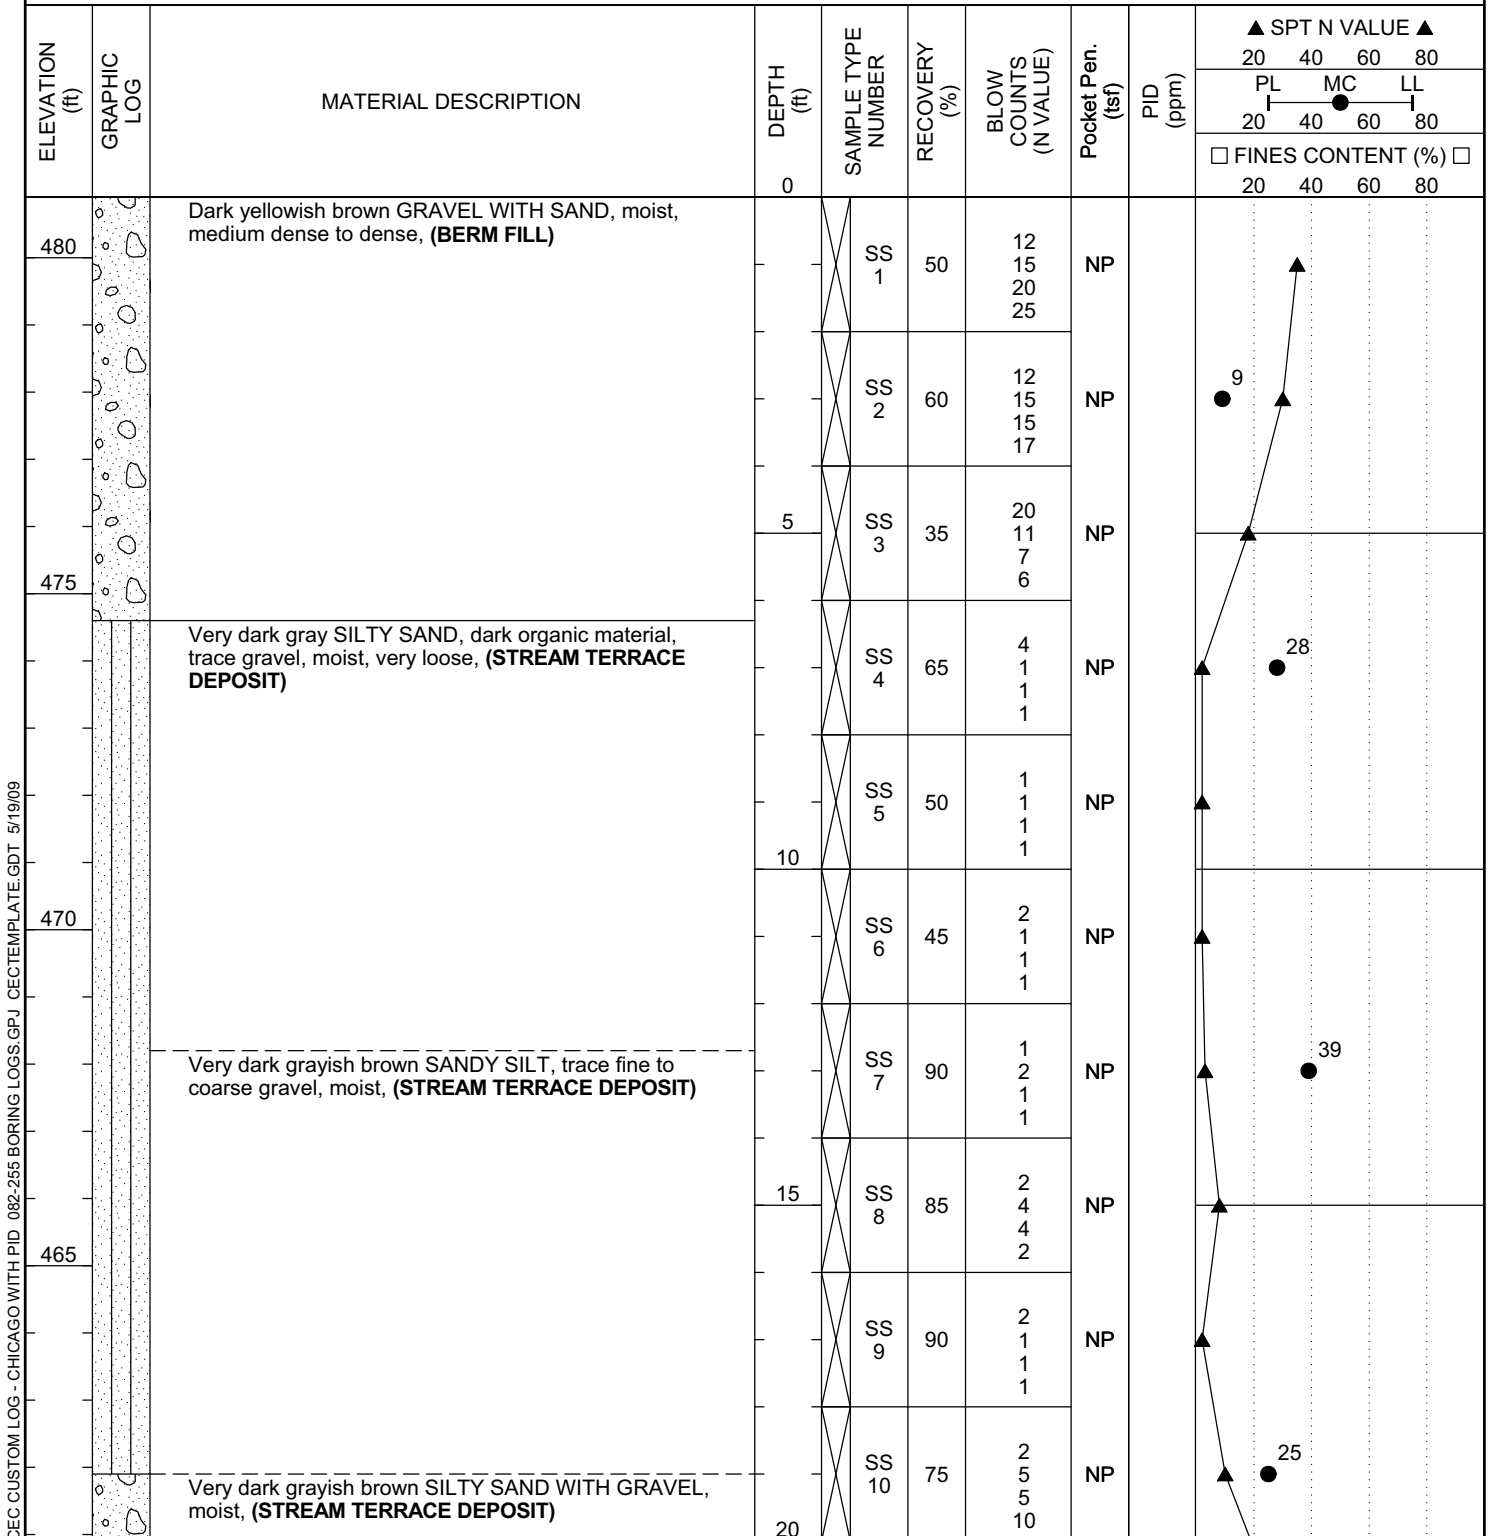 ELEVATION
(ft)
GRAPHIC
LOG
MATERIAL DESCRIPTION
DEPTH
(ft)
SAMPLE TYPE
NUMBER
RECOVERY
(%)
BLOW
COUNTS
(N VALUE)
Pocket Pen.
(tsf)
PID
(ppm)
▲ SPT N VALUE ▲
20 40 60 80
PL MC LL
20 40 60 80
□ FINES CONTENT (%) □
20 40 60 80
0
Dark yellowish brown GRAVEL WITH SAND, moist,
medium dense to dense, (BERM FILL)
480
SS
1
50
12
15
20
25
NP
SS
2
60
12
15
15
17
NP
9
5
SS
3
35
20
11
7
6
NP
475
Very dark gray SILTY SAND, dark organic material,
trace gravel, moist, very loose, (STREAM TERRACE
DEPOSIT)
SS
4
65
4
1
1
1
NP
28
SS
5
50
1
1
1
1
NP
10
470
SS
6
45
2
1
1
1
NP
Very dark grayish brown SANDY SILT, trace fine to
coarse gravel, moist, (STREAM TERRACE DEPOSIT)
SS
7
90
1
2
1
1
NP
39
15
SS
8
85
2
4
4
2
NP
465
SS
9
90
2
1
1
1
NP
Very dark grayish brown SILTY SAND WITH GRAVEL,
moist, (STREAM TERRACE DEPOSIT)
SS
10
75
2
5
5
10
NP
25
20
CEC CUSTOM LOG - CHICAGO WITH PID 082-255 BORING LOGS.GPJ CECTEMPLATE.GDT 5/19/09